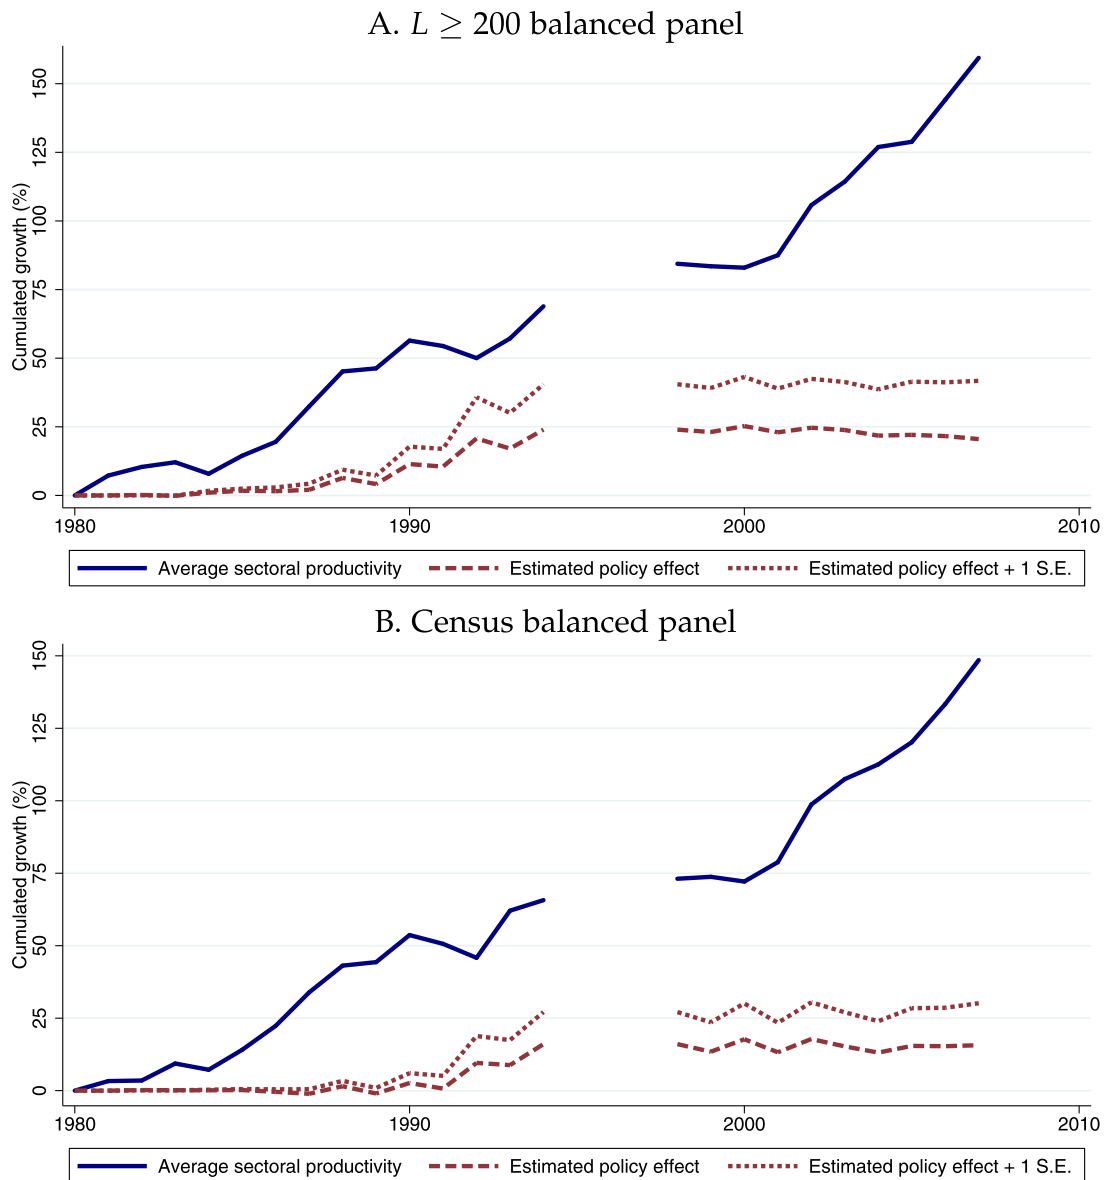 A. L ≥ 200 balanced panel
Cumulated growth (%)
150
125
100
75
50
25
0
1980 1990 2000 2010
Average sectoral productivity Estimated policy effect Estimated policy effect + 1 S.E.
B. Census balanced panel
Cumulated growth (%)
150
125
100
75
50
25
0
1980 1990 2000 2010
Average sectoral productivity Estimated policy effect Estimated policy effect + 1 S.E.